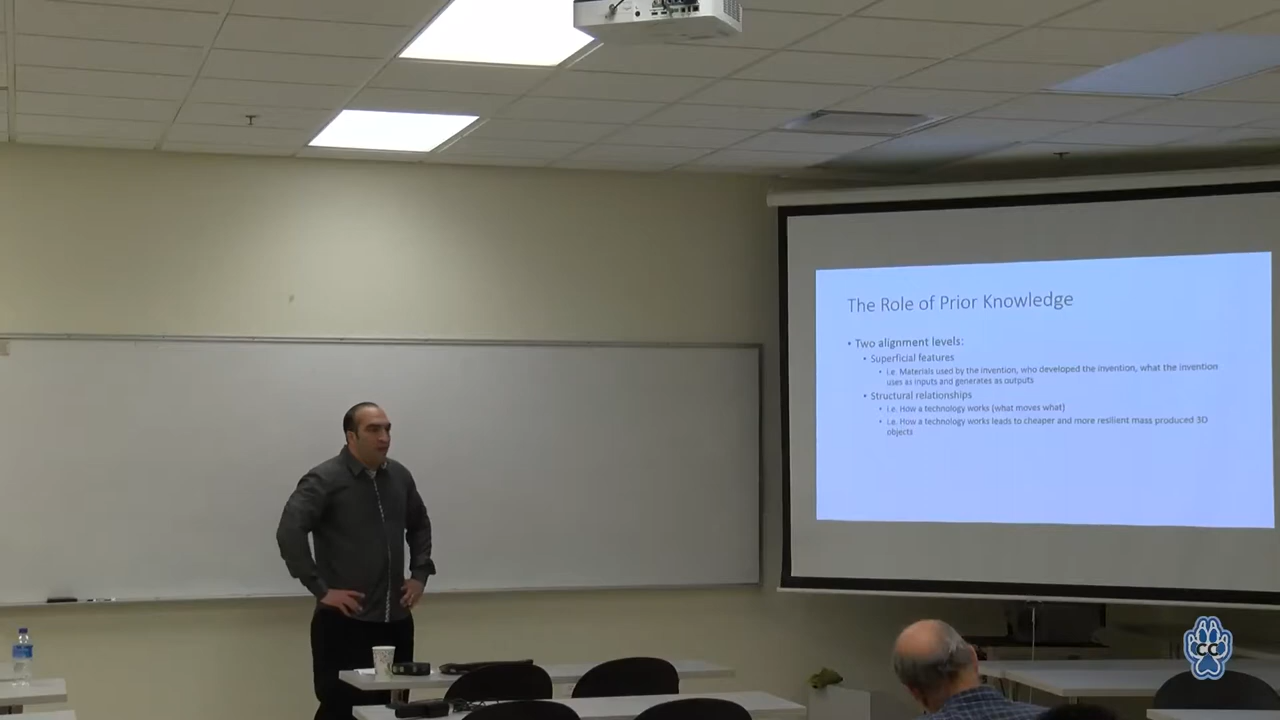 The Role of Prior Knowledge
• Two alignment levels:
• Superficial features
• i.e. Materials used by the invention, who developed the invention, what the invention
uses as inputs and generates as outputs
• Structural relationships
• i.e. How a technology works (what moves what)
• i.e. How a technology works leads to cheaper and more resilient mass produced 3D
objects
CC